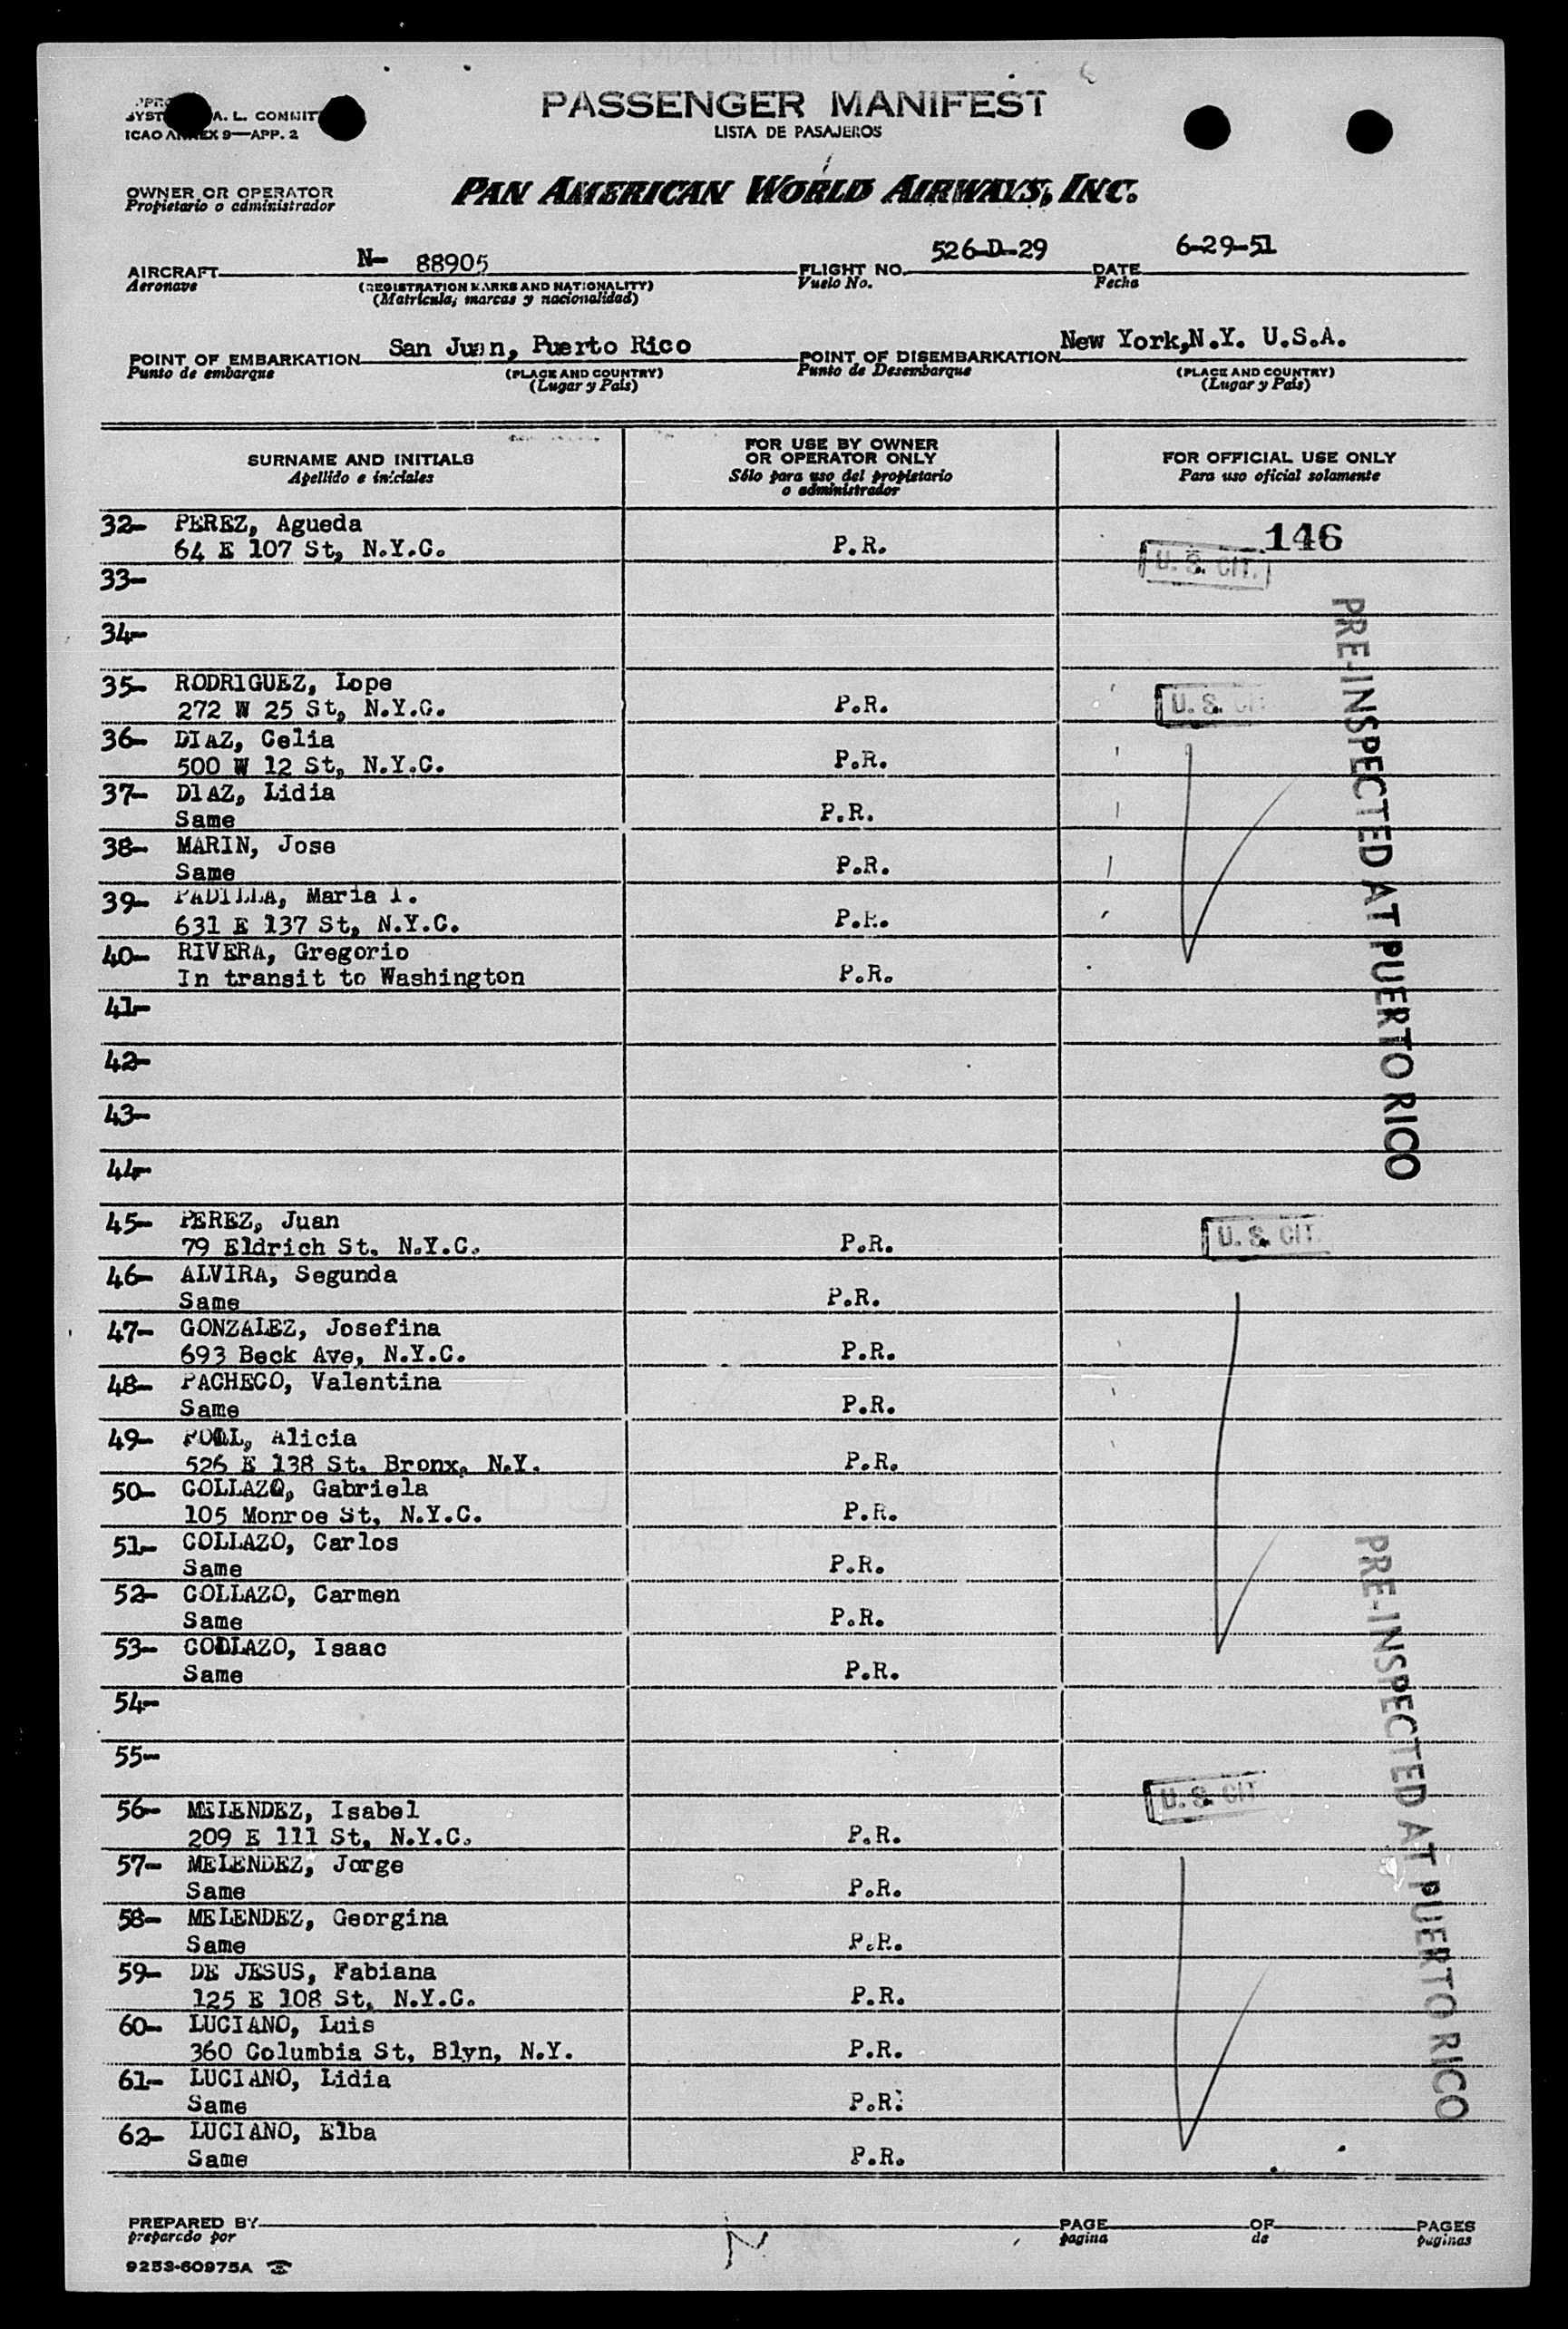 PASSENGER MANIFEST
LISTA DE PASAJEROS
A. L. COMMIT
ICAO 9—APP. 2
OWNER OR OPERATOR
Propietario o administrador
PAN AMERICAN WORLD AIRWAYS, INC.
AIRCRAFT N- 88905 FLIGHT NO. 526-D-29 DATE 6-29-51
Aeronave (REGISTRATION MARKS AND NATIONALITY) Vuelo No. Fecha
(Matrícula, marcas y nacionalidad)
POINT OF EMBARKATION San Juan, Puerto Rico POINT OF DISEMBARKATION New York,N.Y. U.S.A.
Punto de embarque (PLACE AND COUNTRY) Punto de Desembarque (PLACE AND COUNTRY)
(Lugar y País) (Lugar y País)
SURNAME AND INITIALS FOR USE BY OWNER OR OPERATOR ONLY FOR OFFICIAL USE ONLY
Apellido e iniciales Sólo para uso del propietario o administrador Para uso oficial solamente
32- PEREZ, Agueda 146
64 E 107 St, N.Y.C. P.R. U. S. CIT.
33-
34-
35- RODRIGUEZ, Lope
272 W 25 St, N.Y.C. P.R. U. S.
36- DIAZ, Celia
500 W 12 St, N.Y.C. P.R.
37- DIAZ, Lidia
Same P.R.
38- MARIN, Jose
Same P.R.
39- PADILLA, Maria I.
631 E 137 St, N.Y.C. P.R.
40- RIVERA, Gregorio
In transit to Washington P.R.
41-
42-
43-
44-
PRE-INSPECTED AT PUERTO RICO
45- PEREZ, Juan
79 Eldrich St. N.Y.C. P.R. U. S. CIT.
46- ALVIRA, Segunda
Same P.R.
47- GONZALEZ, Josefina
693 Beck Ave, N.Y.C. P.R.
48- PACHECO, Valentina
Same P.R.
49- Alicia
526 E 138 St. Bronx, N.Y. P.R.
50- COLLAZO, Gabriela
105 Monroe St, N.Y.C. P.R.
51- COLLAZO, Carlos
Same P.R.
52- COLLAZO, Carmen
Same P.R.
53- COLLAZO, Isaac
Same P.R.
54-
55-
56- MELENDEZ, Isabel U. S. CIT
209 E 111 St, N.Y.C. P.R.
57- MELENDEZ, Jorge
Same P.R.
58- MELENDEZ, Georgina
Same P.R.
59- DE JESUS, Fabiana
125 E 108 St, N.Y.C. P.R.
60- LUCIANO, Luis
360 Columbia St, Blyn, N.Y. P.R.
61- LUCIANO, Lidia
Same P.R.
62- LUCIANO, Elba
Same P.R.
PRE-INSPECTED AT PUERTO RICO
PREPARED BY PAGE OF PAGES
preparado por pagina de paginas
9253-60975A